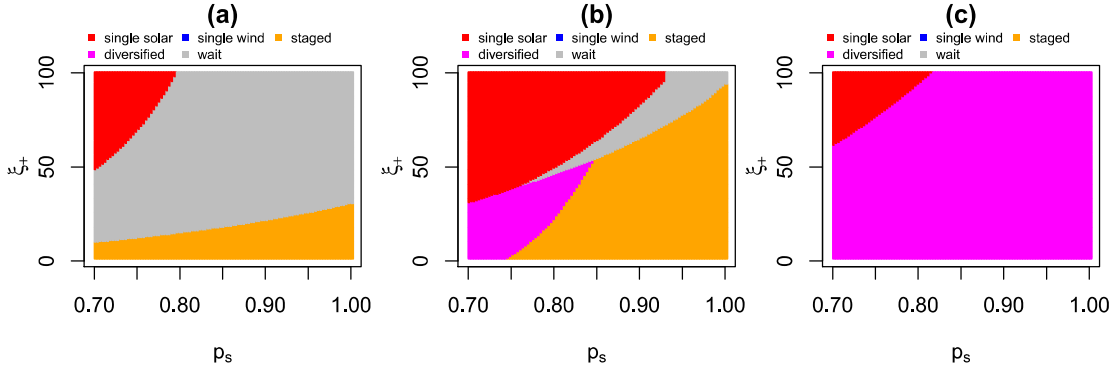 (a)
single solar single wind staged
diversified wait
ξ+
100
50
0
0.70 0.80 0.90 1.00
ps
(b)
single solar single wind staged
diversified wait
ξ+
100
50
0
0.70 0.80 0.90 1.00
ps
(c)
single solar single wind staged
diversified wait
ξ+
100
50
0
0.70 0.80 0.90 1.00
ps